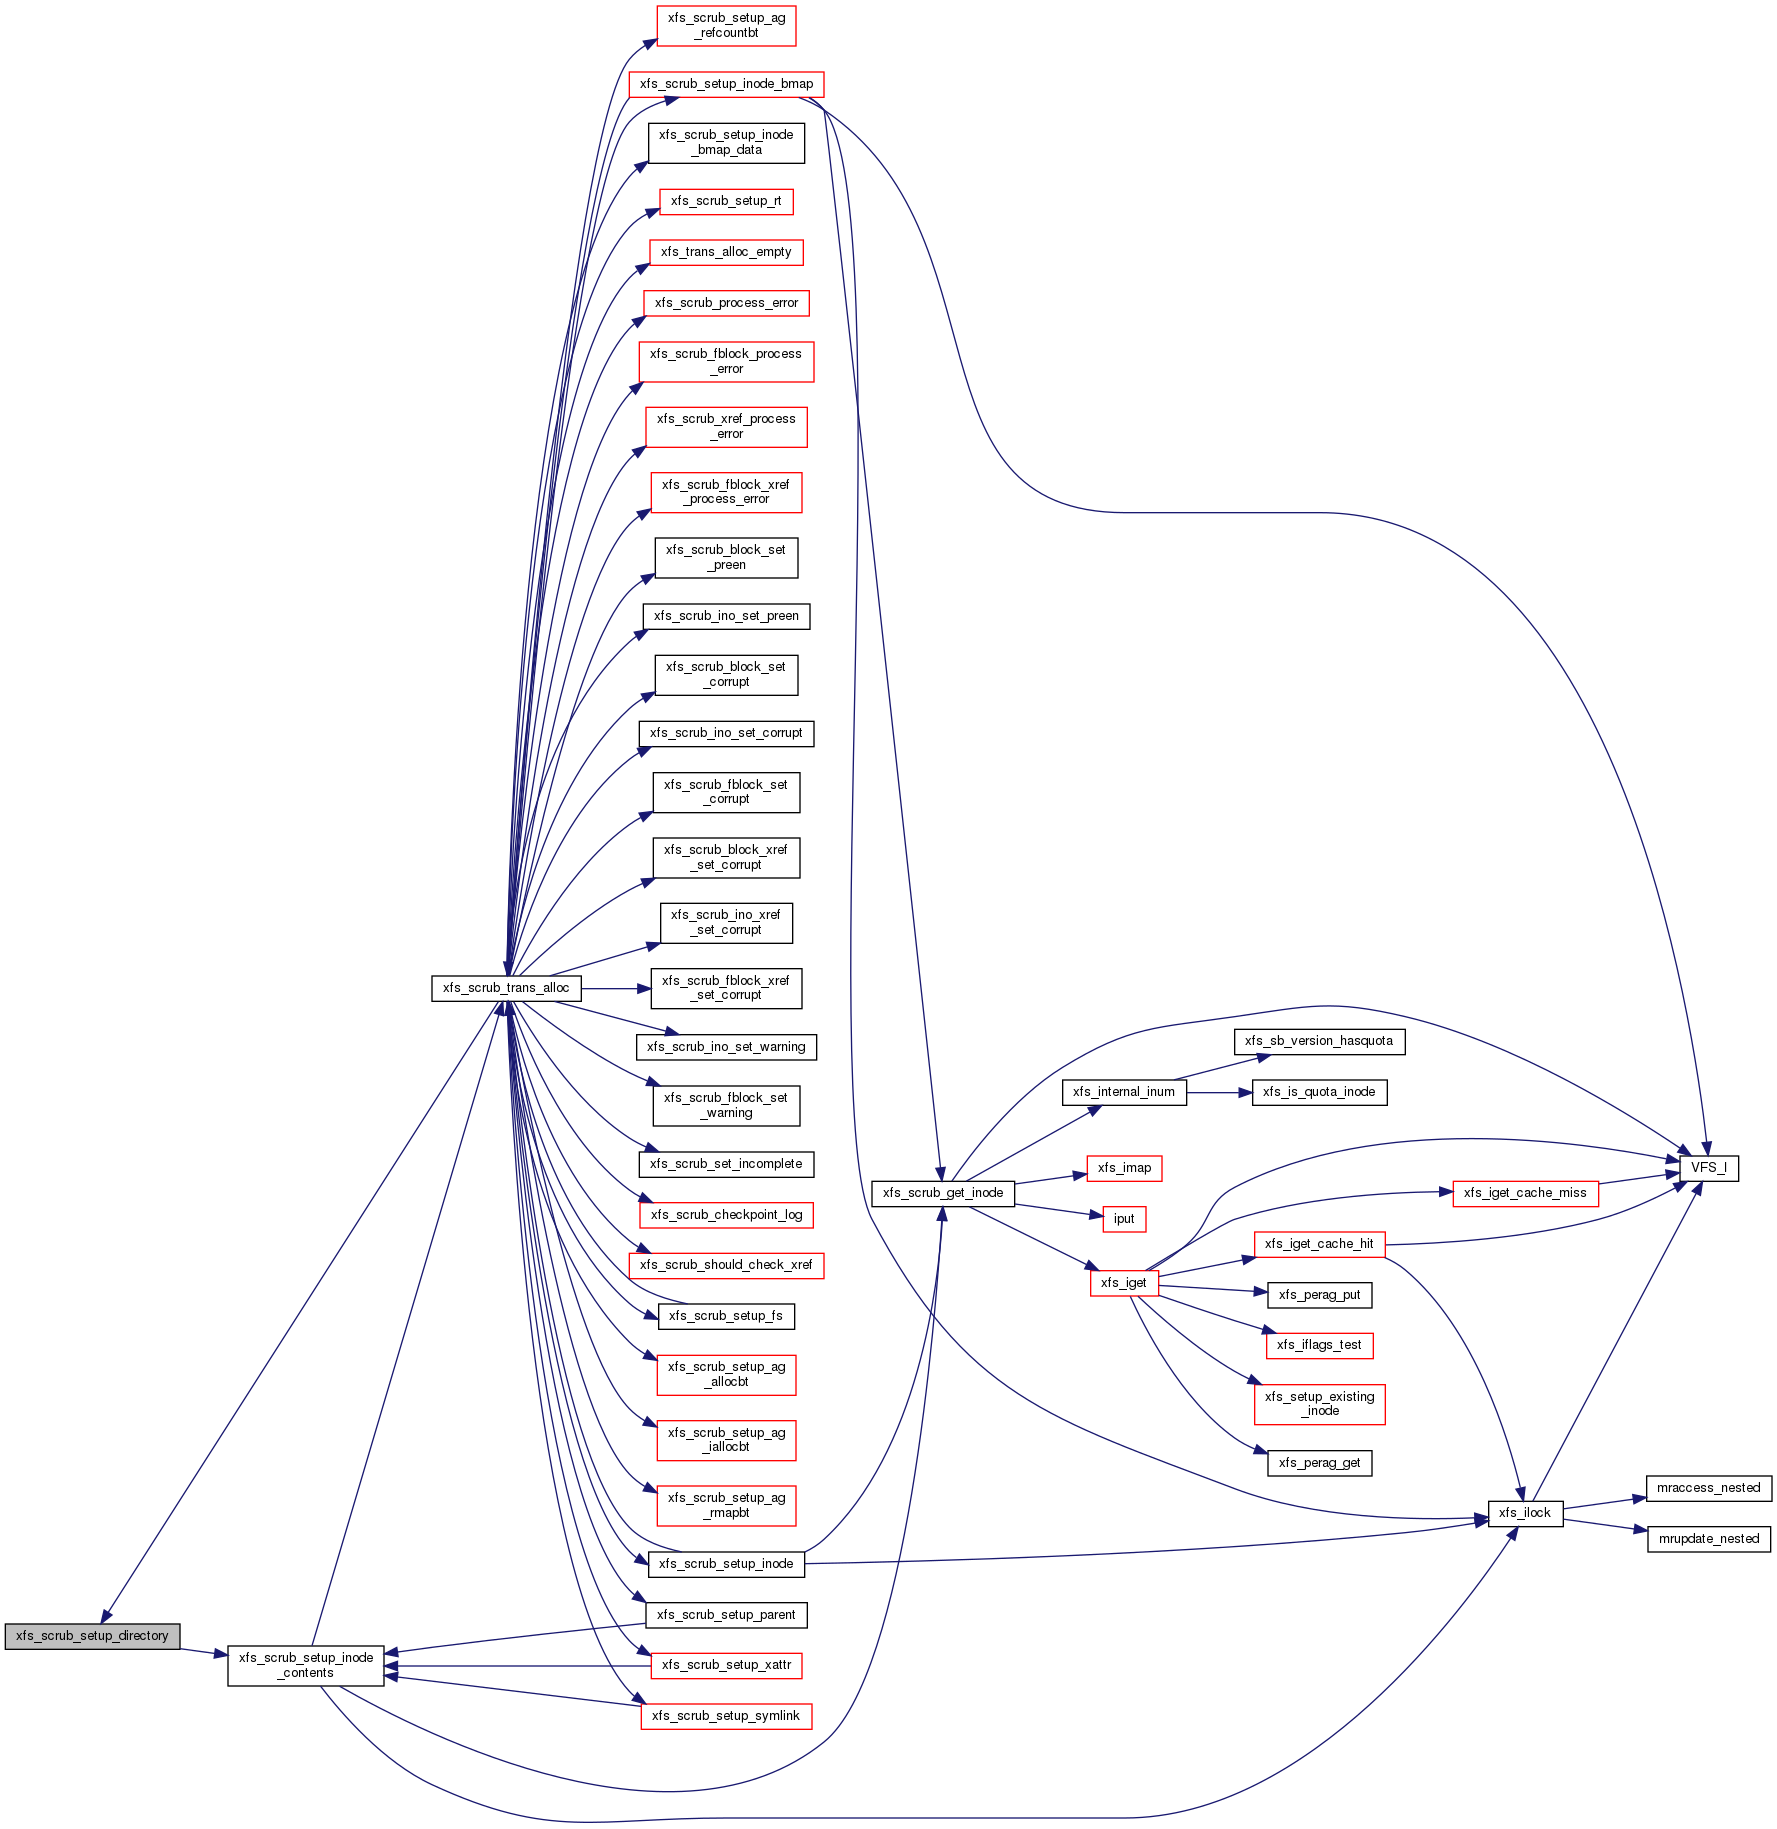 xfs_scrub_setup_ag
_refcountbt
xfs_scrub_setup_inode_bmap
xfs_scrub_setup_inode
_bmap_data
xfs_scrub_setup_rt
xfs_trans_alloc_empty
xfs_scrub_process_error
xfs_scrub_fblock_process
_error
xfs_scrub_xref_process
_error
xfs_scrub_fblock_xref
_process_error
xfs_scrub_block_set
_preen
xfs_scrub_ino_set_preen
xfs_scrub_block_set
_corrupt
xfs_scrub_ino_set_corrupt
xfs_scrub_fblock_set
_corrupt
xfs_scrub_block_xref
_set_corrupt
xfs_scrub_ino_xref
_set_corrupt
xfs_scrub_trans_alloc
xfs_scrub_fblock_xref
_set_corrupt
xfs_scrub_ino_set_warning
xfs_scrub_fblock_set
_warning
xfs_scrub_set_incomplete
xfs_scrub_checkpoint_log
xfs_scrub_should_check_xref
xfs_scrub_setup_fs
xfs_scrub_setup_ag
_allocbt
xfs_scrub_setup_ag
_iallocbt
xfs_scrub_setup_ag
_rmapbt
xfs_scrub_setup_inode
xfs_scrub_setup_parent
xfs_scrub_setup_xattr
xfs_scrub_setup_symlink
xfs_scrub_setup_directory
xfs_scrub_setup_inode
_contents
xfs_scrub_get_inode
xfs_internal_inum
xfs_sb_version_hasquota
xfs_is_quota_inode
xfs_imap
iput
xfs_iget
VFS_I
xfs_iget_cache_miss
xfs_iget_cache_hit
xfs_perag_put
xfs_iflags_test
xfs_setup_existing
_inode
xfs_perag_get
xfs_ilock
mraccess_nested
mrupdate_nested